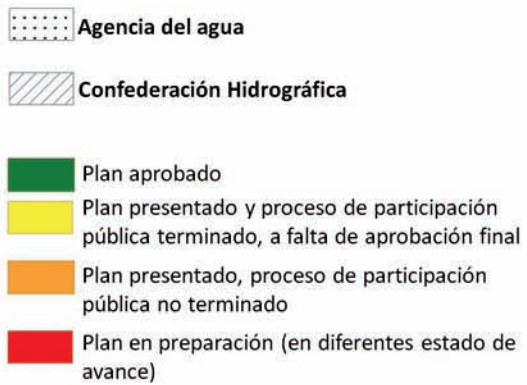 Agencia del agua
Confederación Hidrográfica
Plan aprobado
Plan presentado y proceso de participación
pública terminado, a falta de aprobación final
Plan presentado, proceso de participación
pública no terminado
Plan en preparación (en diferentes estado de
avance)